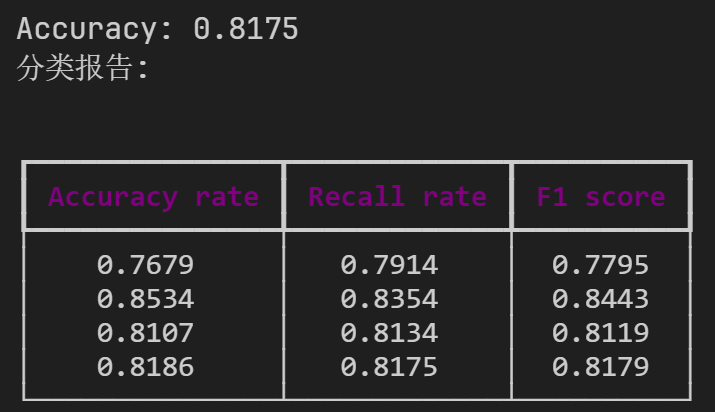 Accuracy: 0.8175
分类报告:
Accuracy rate Recall rate F1 score
0.7679 0.7914 0.7795
0.8534 0.8354 0.8443
0.8107 0.8134 0.8119
0.8186 0.8175 0.8179